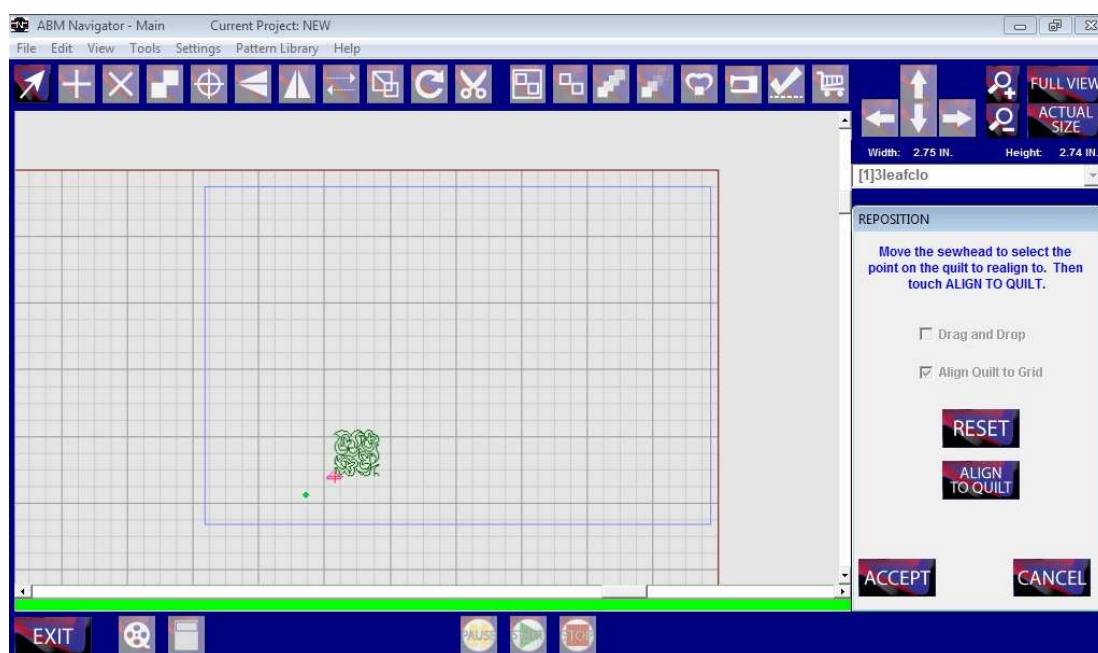 ABM Navigator - Main Current Project: NEW
File Edit View Tools Settings Pattern Library Help
FULL VIEW
ACTUAL
SIZE
Width: 2.75 IN. Height: 2.74 IN.
[1]3leafclo
REPOSITION
Move the sewhead to select the
point on the quilt to realign to. Then
touch ALIGN TO QUILT.
Drag and Drop
Align Quilt to Grid
RESET
ALIGN
TO QUILT
ACCEPT CANCEL
EXIT PAUSE START STOP